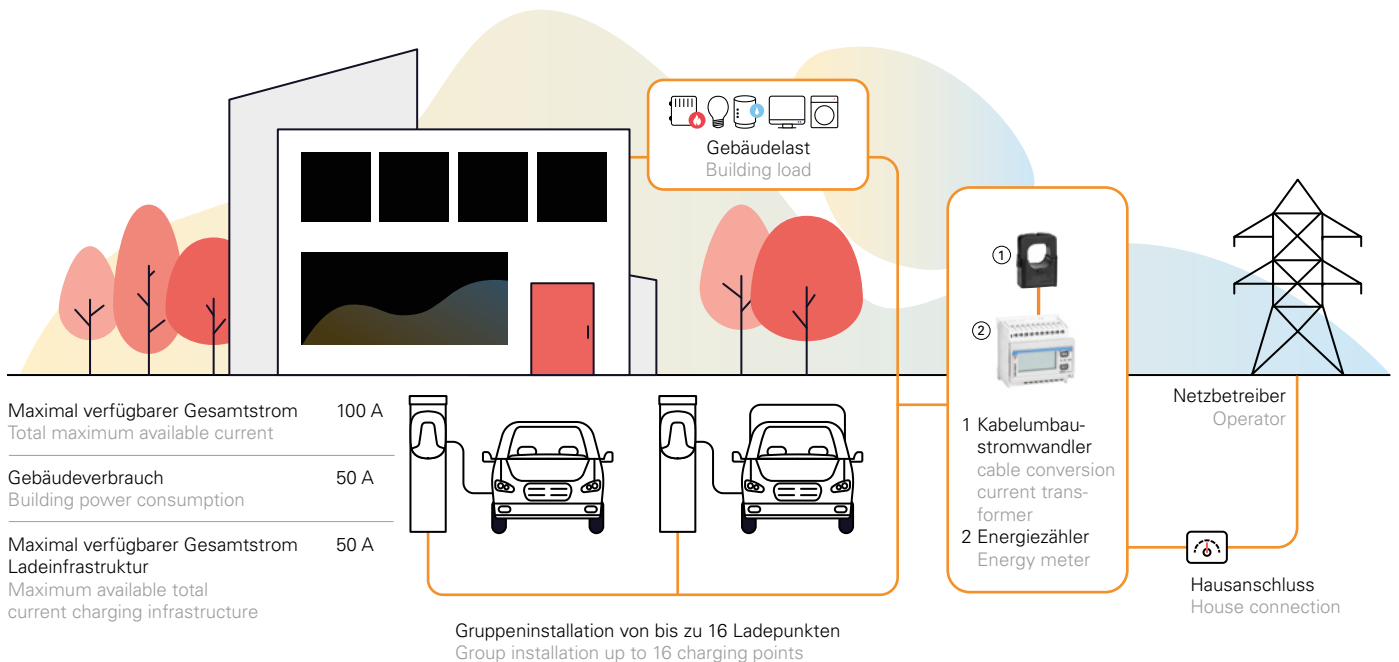 Gebäudelast
Building load
①
②
1 Kabelumbau-
stromwandler
cable conversion
current trans-
former
2 Energiezähler
Energy meter
Netzbetreiber
Operator
Hausanschluss
House connection
Maximal verfügbarer Gesamtstrom 100 A
Total maximum available current
Gebäudeverbrauch 50 A
Building power consumption
Maximal verfügbarer Gesamtstrom 50 A
Ladeinfrastruktur
Maximum available total
current charging infrastructure
Gruppeninstallation von bis zu 16 Ladepunkten
Group installation up to 16 charging points